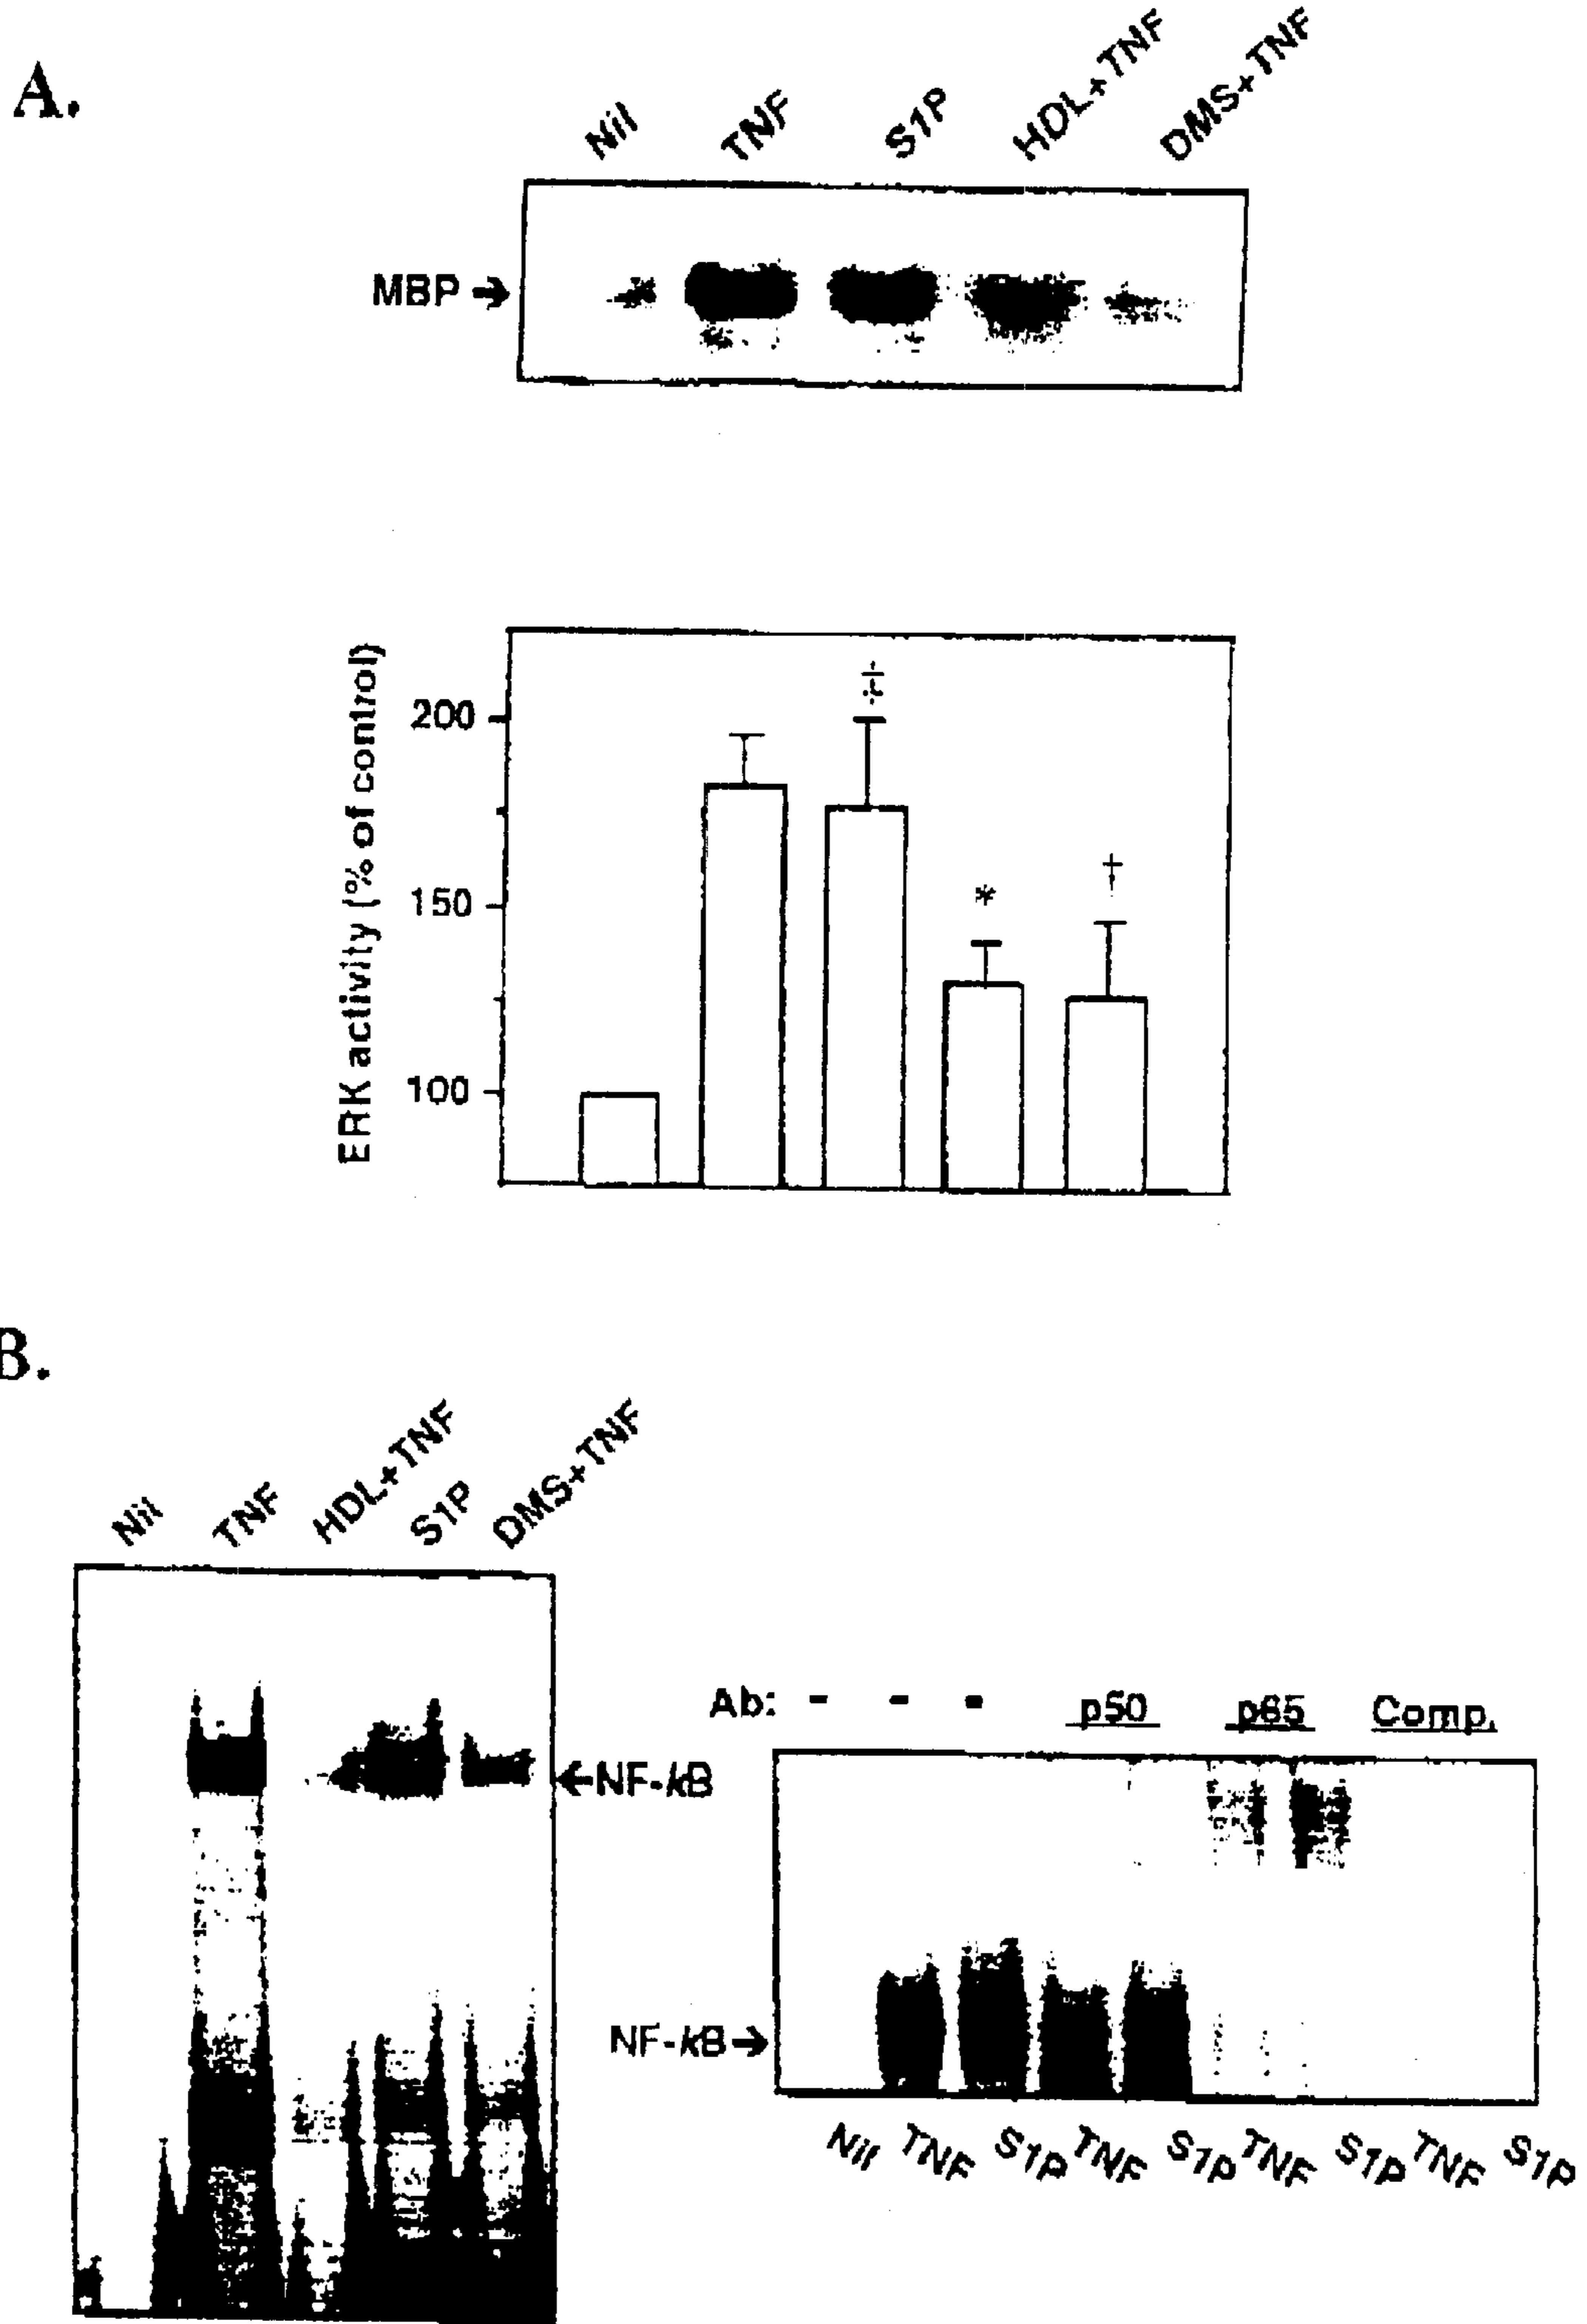 A.
Nil TNF S1P HDL+TNF DMS+TNF
MBP→
ERK activity (% of control)
200
‡
150
*
†
100
B.
Nil TNF HDL+TNF S1P DMS+TNF
←NF-kB
Ab: - - - p50 p65 Comp.
NF-kB→
Nil TNF S1P TNF S1P TNF S1P TNF S1P